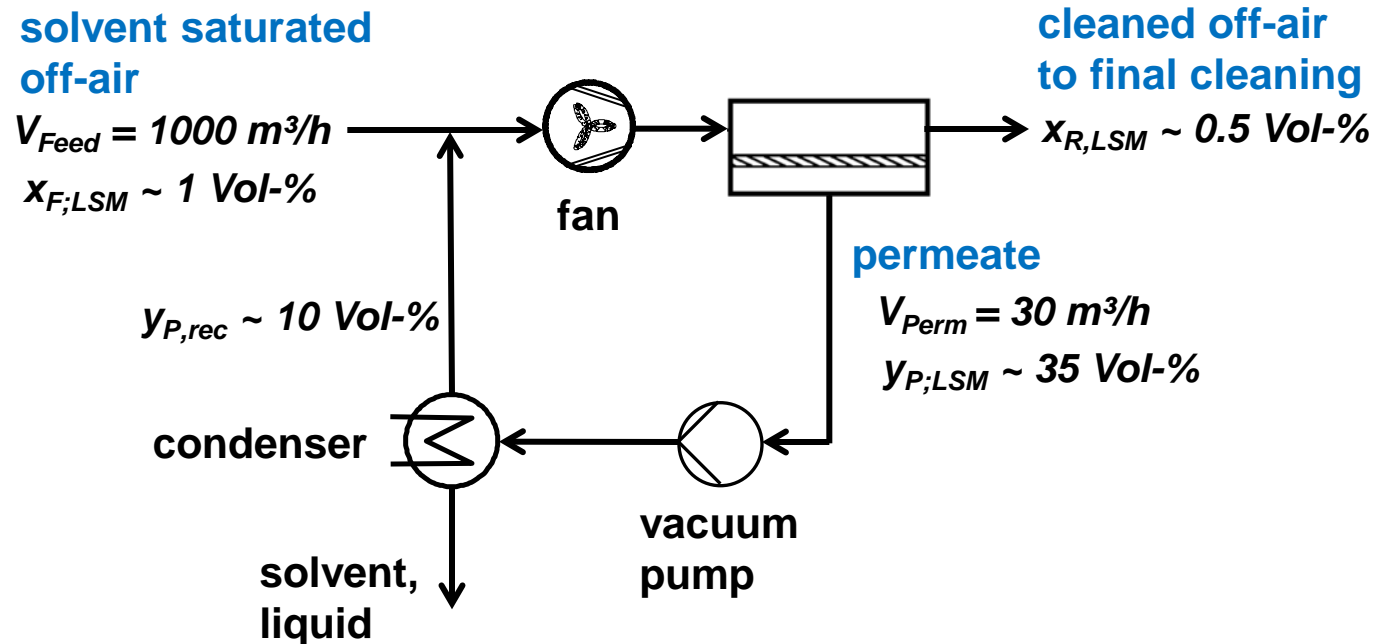 solvent saturated
off-air
V_Feed = 1000 m³/h
x_F;LSM ~ 1 Vol-%
fan
cleaned off-air
to final cleaning
x_R,LSM ~ 0.5 Vol-%
permeate
V_Perm = 30 m³/h
y_P;LSM ~ 35 Vol-%
y_P,rec ~ 10 Vol-%
condenser
vacuum
pump
solvent,
liquid